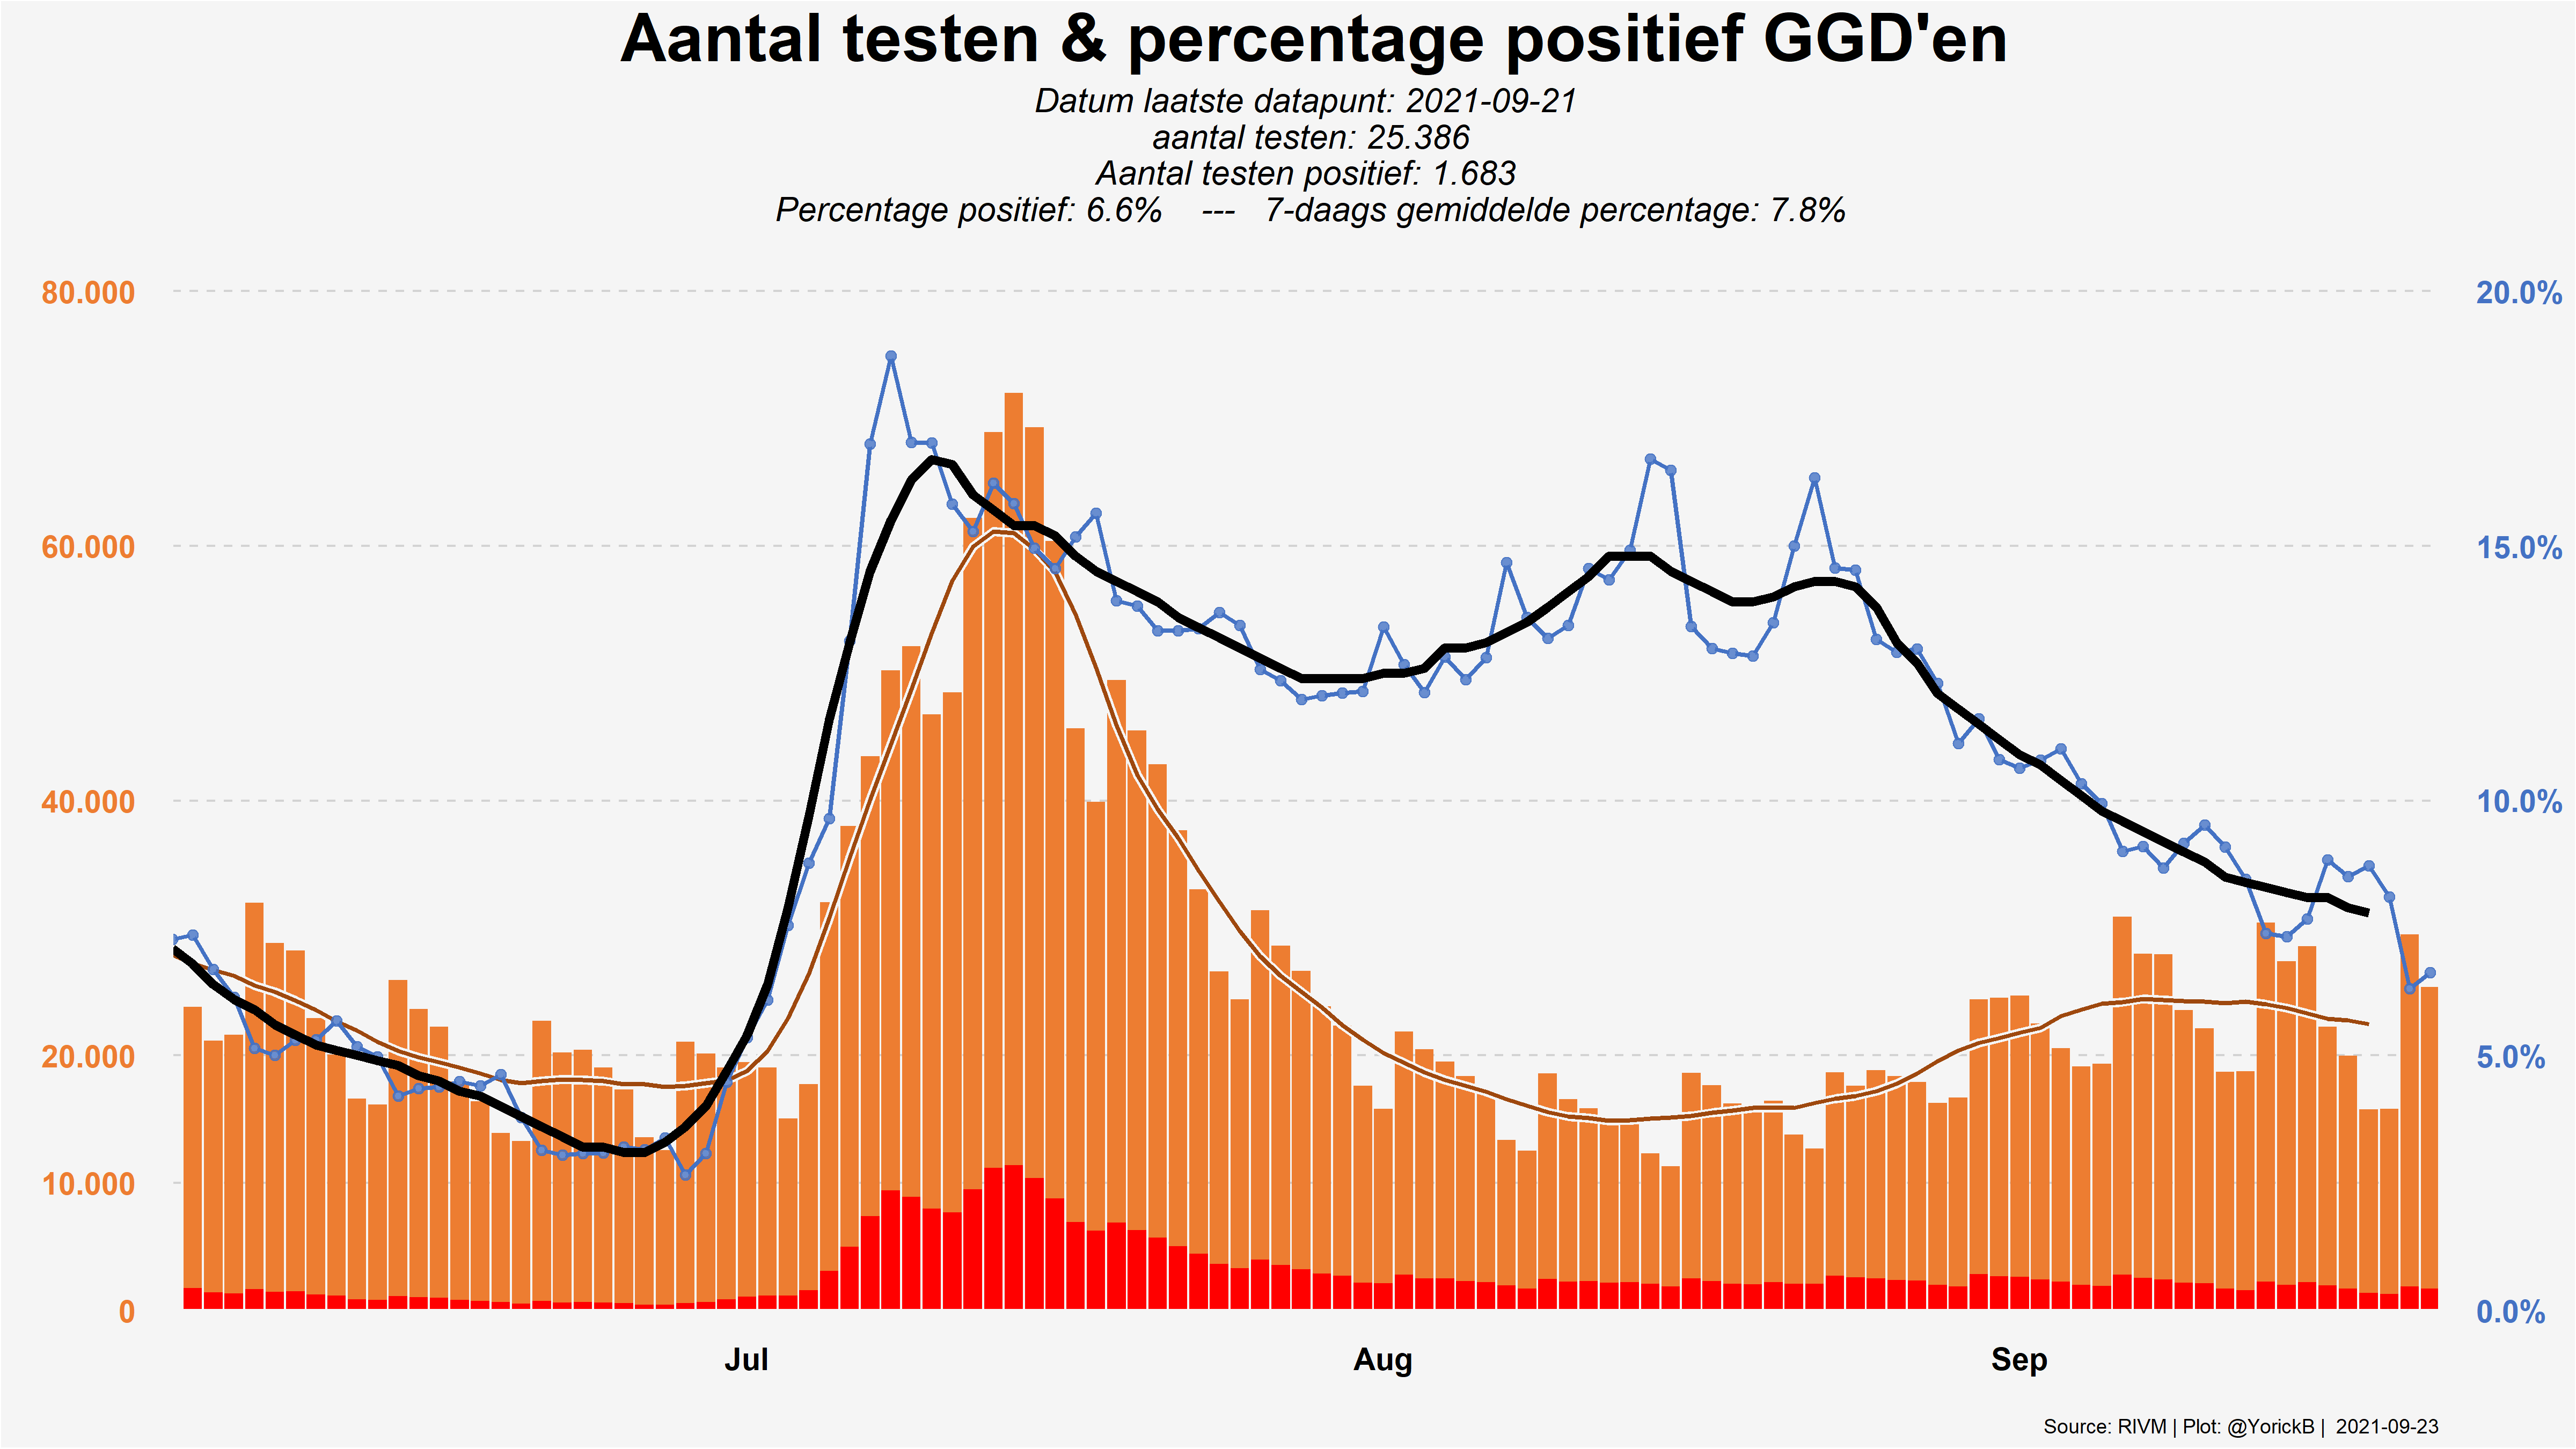 Aantal testen & percentage positief GGD'en
Datum laatste datapunt: 2021-09-21
aantal testen: 25.386
Aantal testen positief: 1.683
Percentage positief: 6.6% --- 7-daags gemiddelde percentage: 7.8%
80.000
20.0%
60.000
15.0%
40.000
10.0%
20.000
5.0%
10.000
0
0.0%
Jul
Aug
Sep
Source: RIVM | Plot: @YorickB | 2021-09-23